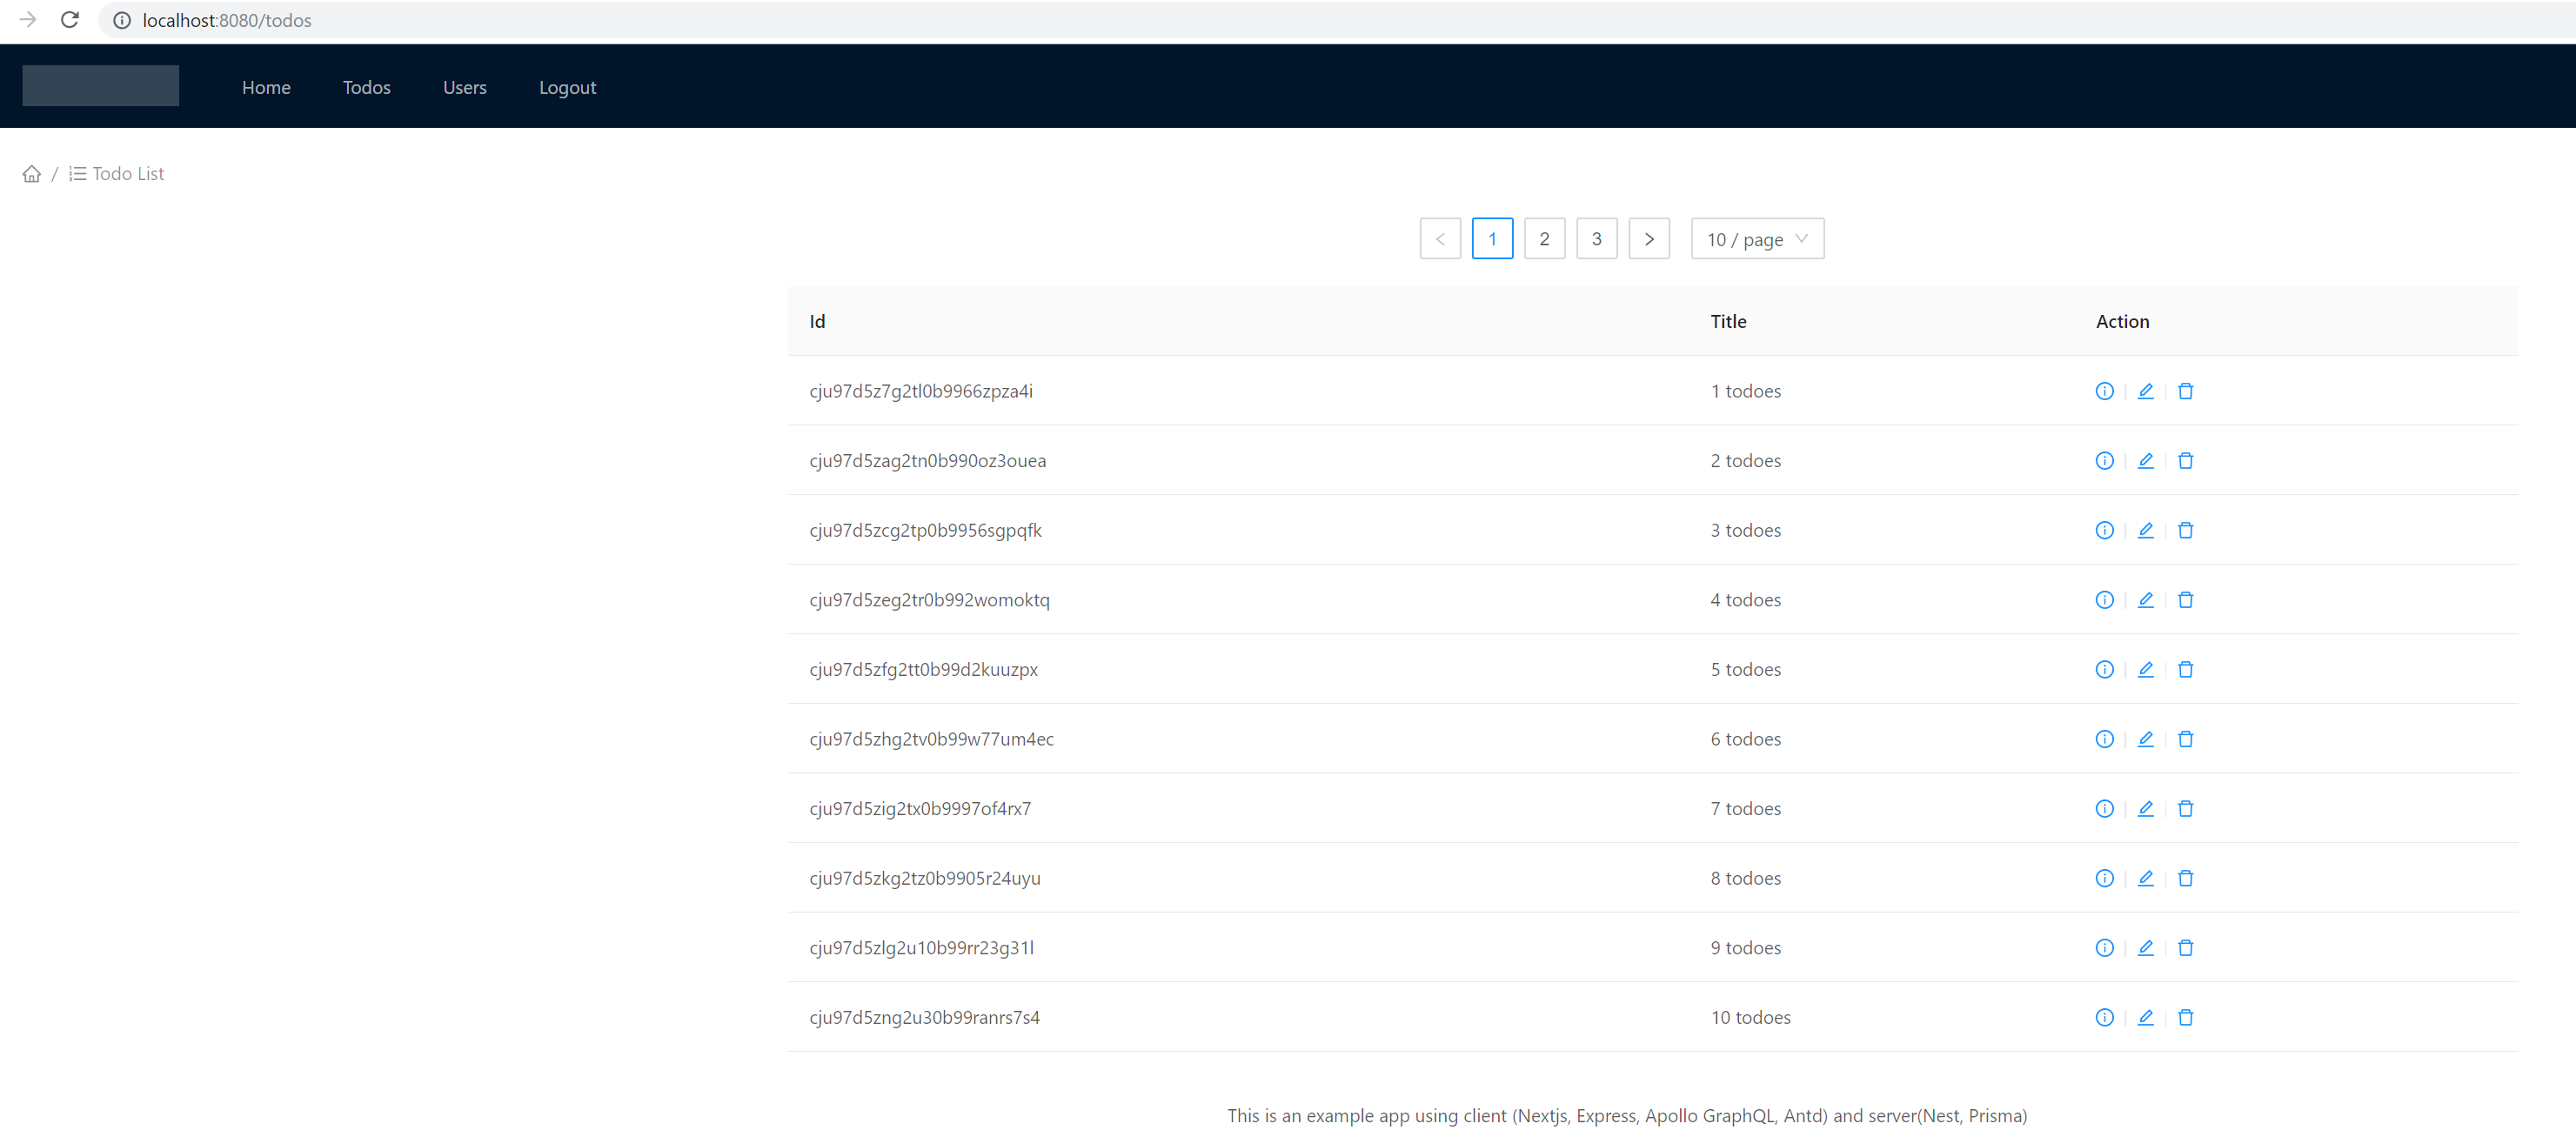 localhost:8080/todos
Home Todos Users Logout
/ Todo List
1 2 3 10 / page
Id Title Action
cju97d5z7g2tl0b9966zpza4i 1 todoes
cju97d5zag2tn0b990oz3ouea 2 todoes
cju97d5zcg2tp0b9956sgpqfk 3 todoes
cju97d5zeg2tr0b992womoktq 4 todoes
cju97d5zfg2tt0b99d2kuuzpx 5 todoes
cju97d5zhg2tv0b99w77um4ec 6 todoes
cju97d5zig2tx0b9997of4rx7 7 todoes
cju97d5zkg2tz0b9905r24uyu 8 todoes
cju97d5zlg2u10b99rr23g31l 9 todoes
cju97d5zng2u30b99ranrs7s4 10 todoes
This is an example app using client (Nextjs, Express, Apollo GraphQL, Antd) and server(Nest, Prisma)